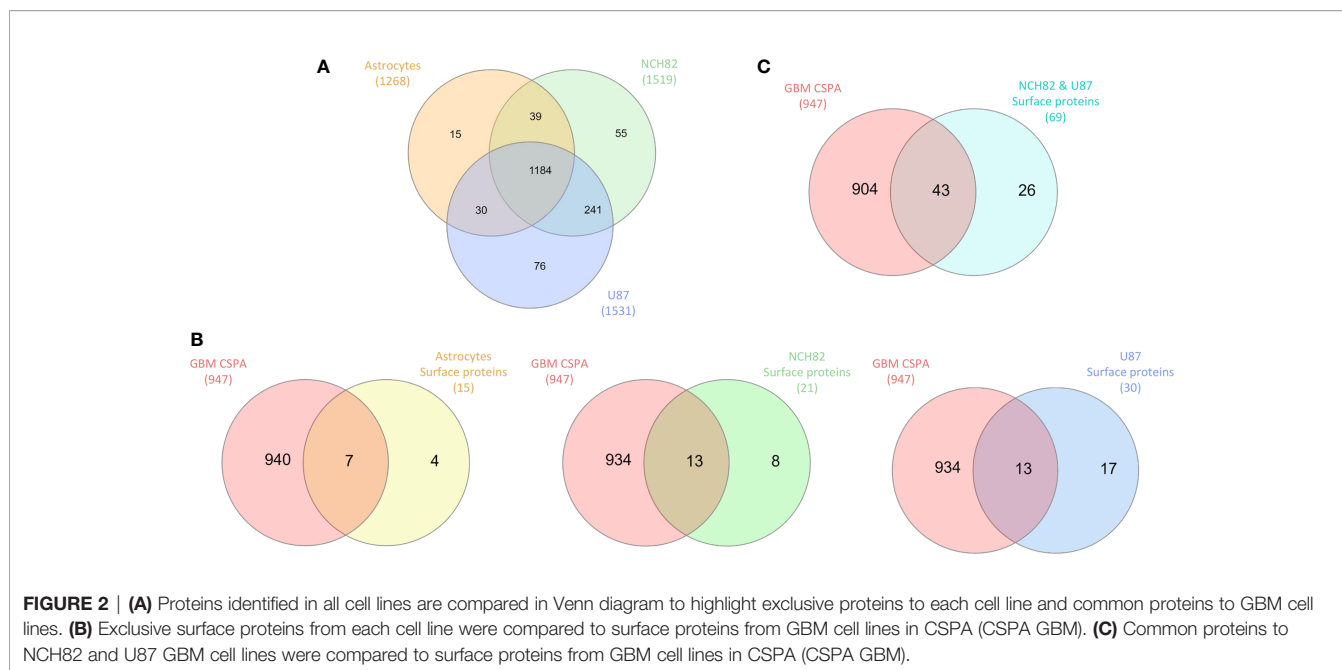 A
Astrocytes
(1268)
NCH82
(1519)
15
39
55
1184
30
241
76
U87
(1531)
C
GBM CSPA
(947)
NCH82 & U87
Surface proteins
(69)
904
43
26
B
GBM CSPA
(947)
Astrocytes
Surface proteins
(15)
940
7
4
GBM CSPA
(947)
NCH82
Surface proteins
(21)
934
13
8
GBM CSPA
(947)
U87
Surface proteins
(30)
934
13
17
FIGURE 2 | (A) Proteins identified in all cell lines are compared in Venn diagram to highlight exclusive proteins to each cell line and common proteins to GBM cell
lines. (B) Exclusive surface proteins from each cell line were compared to surface proteins from GBM cell lines in CSPA (CSPA GBM). (C) Common proteins to
NCH82 and U87 GBM cell lines were compared to surface proteins from GBM cell lines in CSPA (CSPA GBM).